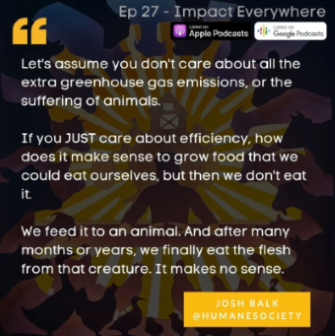 Ep 27 - Impact Everywhere
Listen on
Apple Podcasts
Listen on
Google Podcasts
Let's assume you don't care about all the
extra greenhouse gas emissions, or the
suffering of animals.
If you JUST care about efficiency, how
does it make sense to grow food that we
could eat ourselves, but then we don't eat
it.
We feed it to an animal. And after many
months or years, we finally eat the flesh
from that creature. It makes no sense.
JOSH BALK
@HUMANESOCIETY